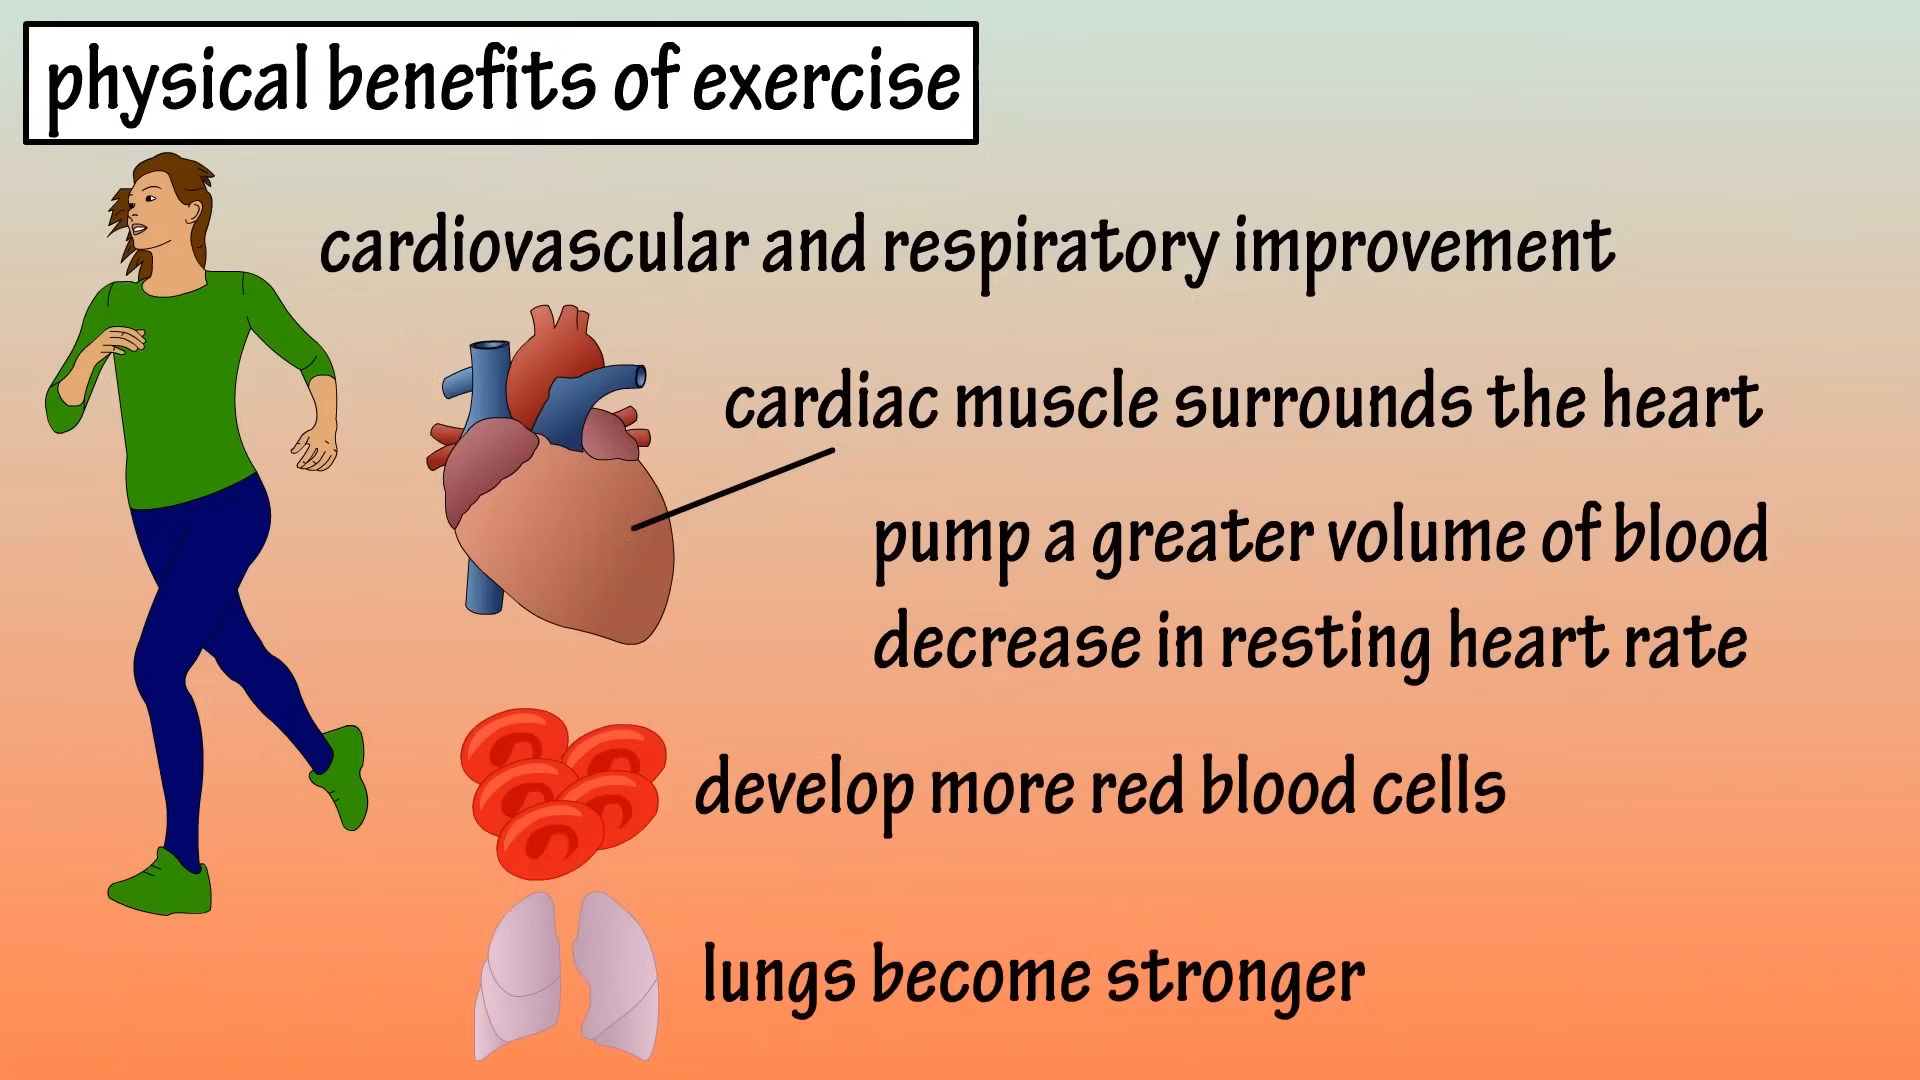 physical benefits of exercise
cardiovascular and respiratory improvement
cardiac muscle surrounds the heart
pump a greater volume of blood
decrease in resting heart rate
develop more red blood cells
lungs become stronger